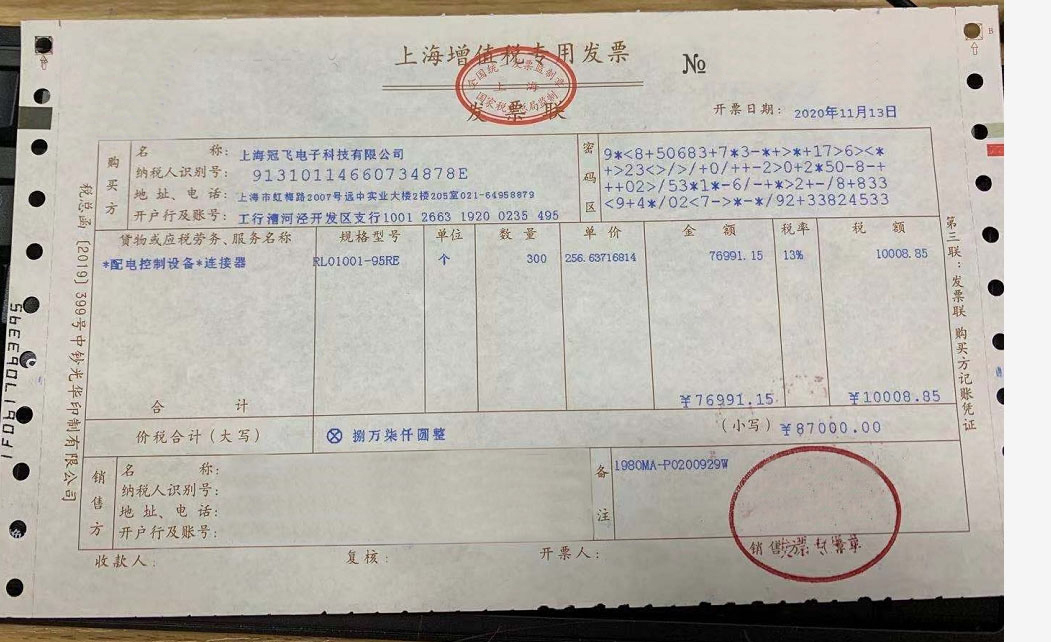 上海增值税专用发票
全国统一发票监制章
上海
国家税务总局监制
发票联
№
开票日期: 2020年11月13日
购买方
名 称: 上海冠飞电子科技有限公司
纳税人识别号: 91310114660734878E
地 址、电 话: 上海市虹梅路2007号远中实业大楼2楼205室021-64958879
开户行及账号: 工行漕河泾开发区支行1001 2663 1920 0235 495
密码区
9*<8+50683+7*3-*+>*+17>6><*
+>23<>/>/+0/++-2>0+2*50-8-+
++02>/53*1*-6/-+*>2+-/8+833
<9+4*/02<7->*-*/92+33824533
货物或应税劳务、服务名称 规格型号 单位 数 量 单 价 金 额 税率 税 额
*配电控制设备*连接器 RL01001-95RE 个 300 256.63716814 76991.15 13% 10008.85
合 计 ¥76991.15 ¥10008.85
价税合计(大写) ⊗ 捌万柒仟圆整 (小写) ¥87000.00
销售方
名 称:
纳税人识别号:
地 址、电 话:
开户行及账号:
备注
1980MA-P0200929W
收款人: 复核: 开票人:
税总函 [2019] 399号中钞光华印制有限公司
第三联:发票联 购买方记账凭证